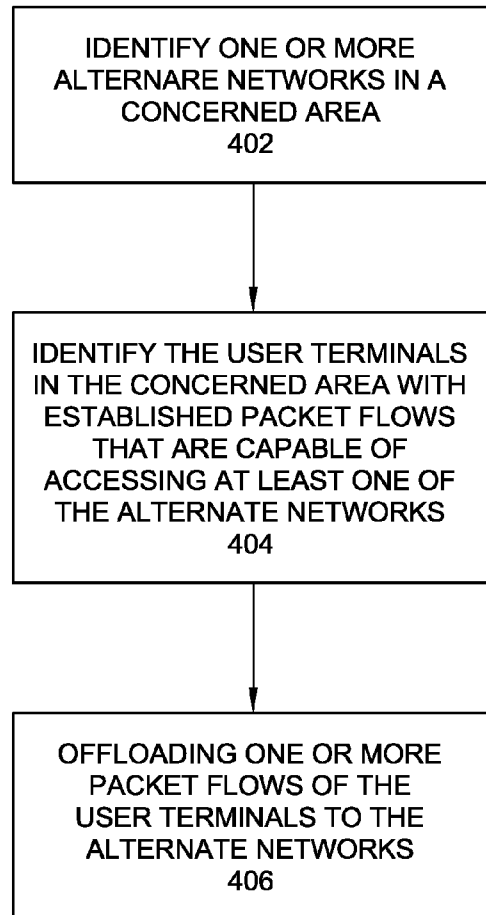 IDENTIFY ONE OR MORE
ALTERNARE NETWORKS IN A
CONCERNED AREA
402
IDENTIFY THE USER TERMINALS
IN THE CONCERNED AREA WITH
ESTABLISHED PACKET FLOWS
THAT ARE CAPABLE OF
ACCESSING AT LEAST ONE OF
THE ALTERNATE NETWORKS
404
OFFLOADING ONE OR MORE
PACKET FLOWS OF THE
USER TERMINALS TO THE
ALTERNATE NETWORKS
406